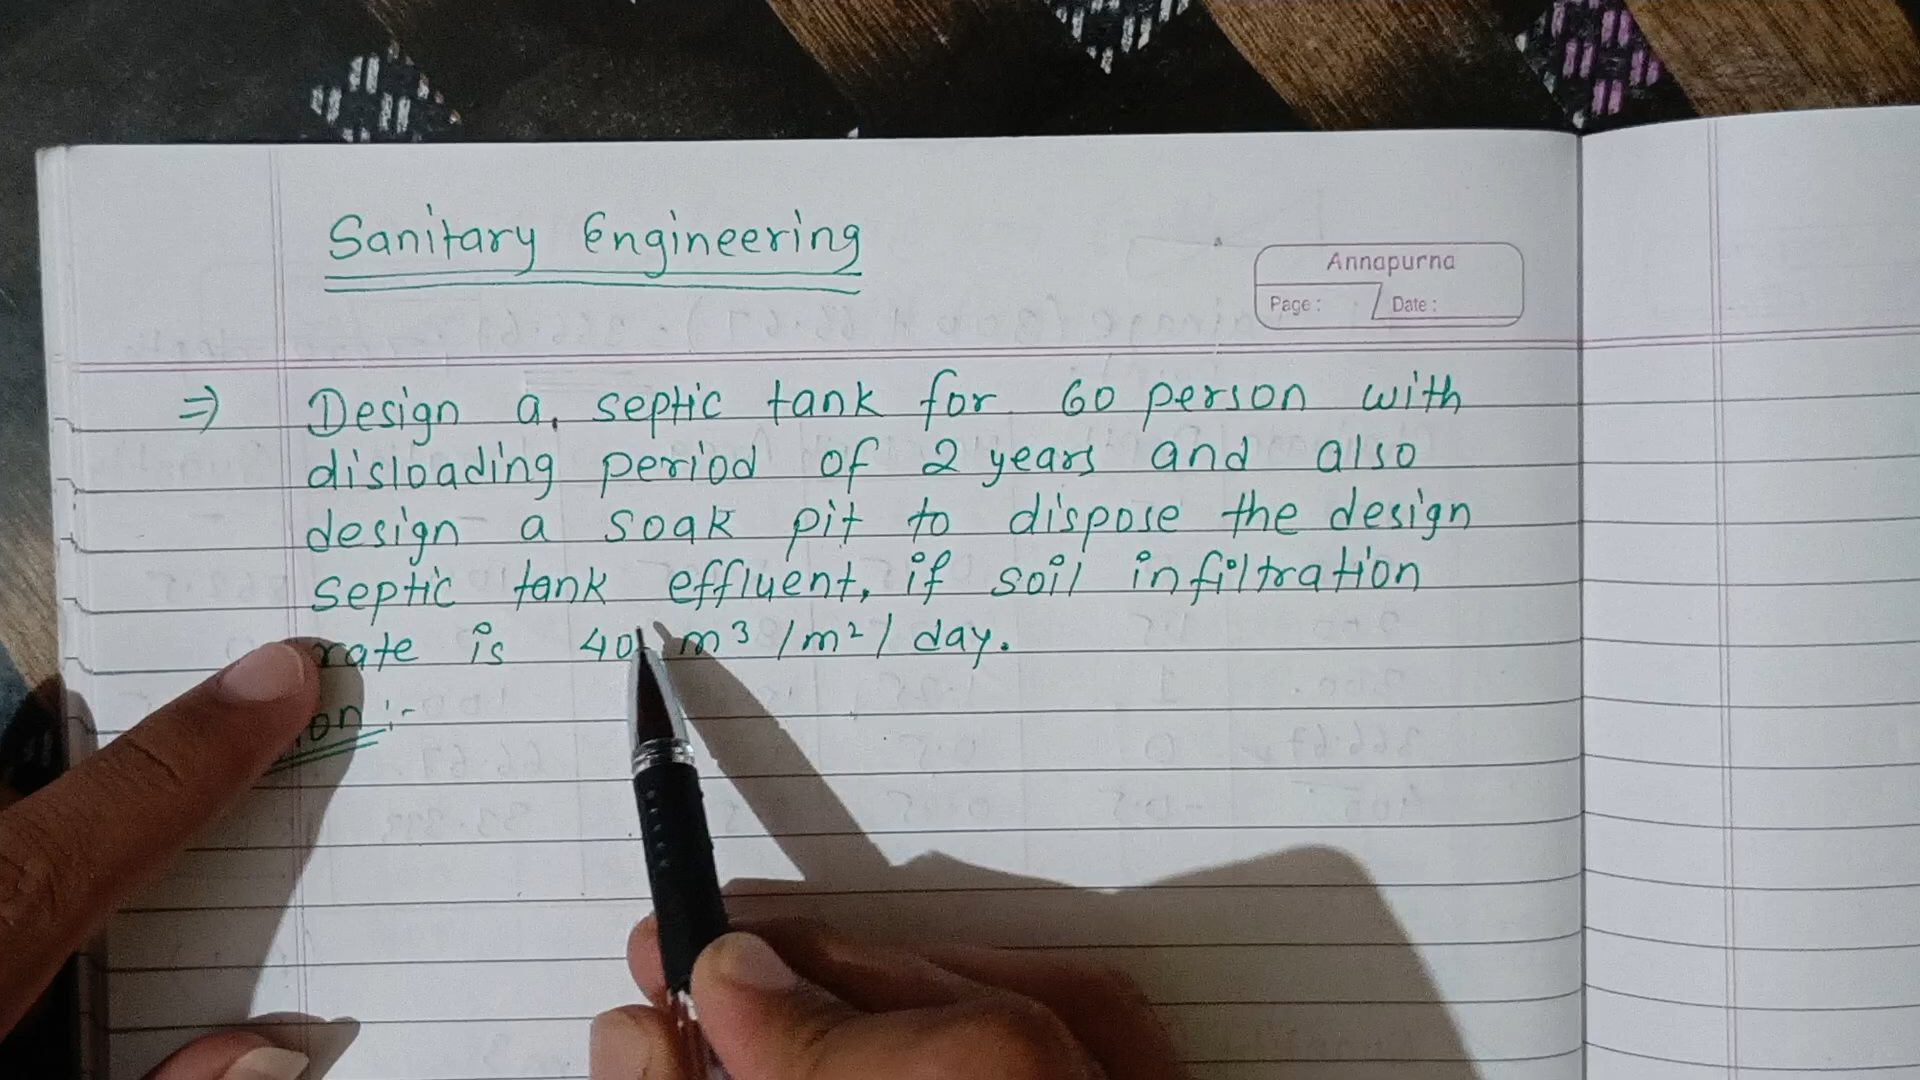 Sanitary Engineering
Annapurna
Page: Date:
⇒ Design a septic tank for 60 person with
disloading period of 2 years and also
design a soak pit to dispose the design
septic tank effluent, if soil infiltration
rate is 40 m³/m²/day.
:-